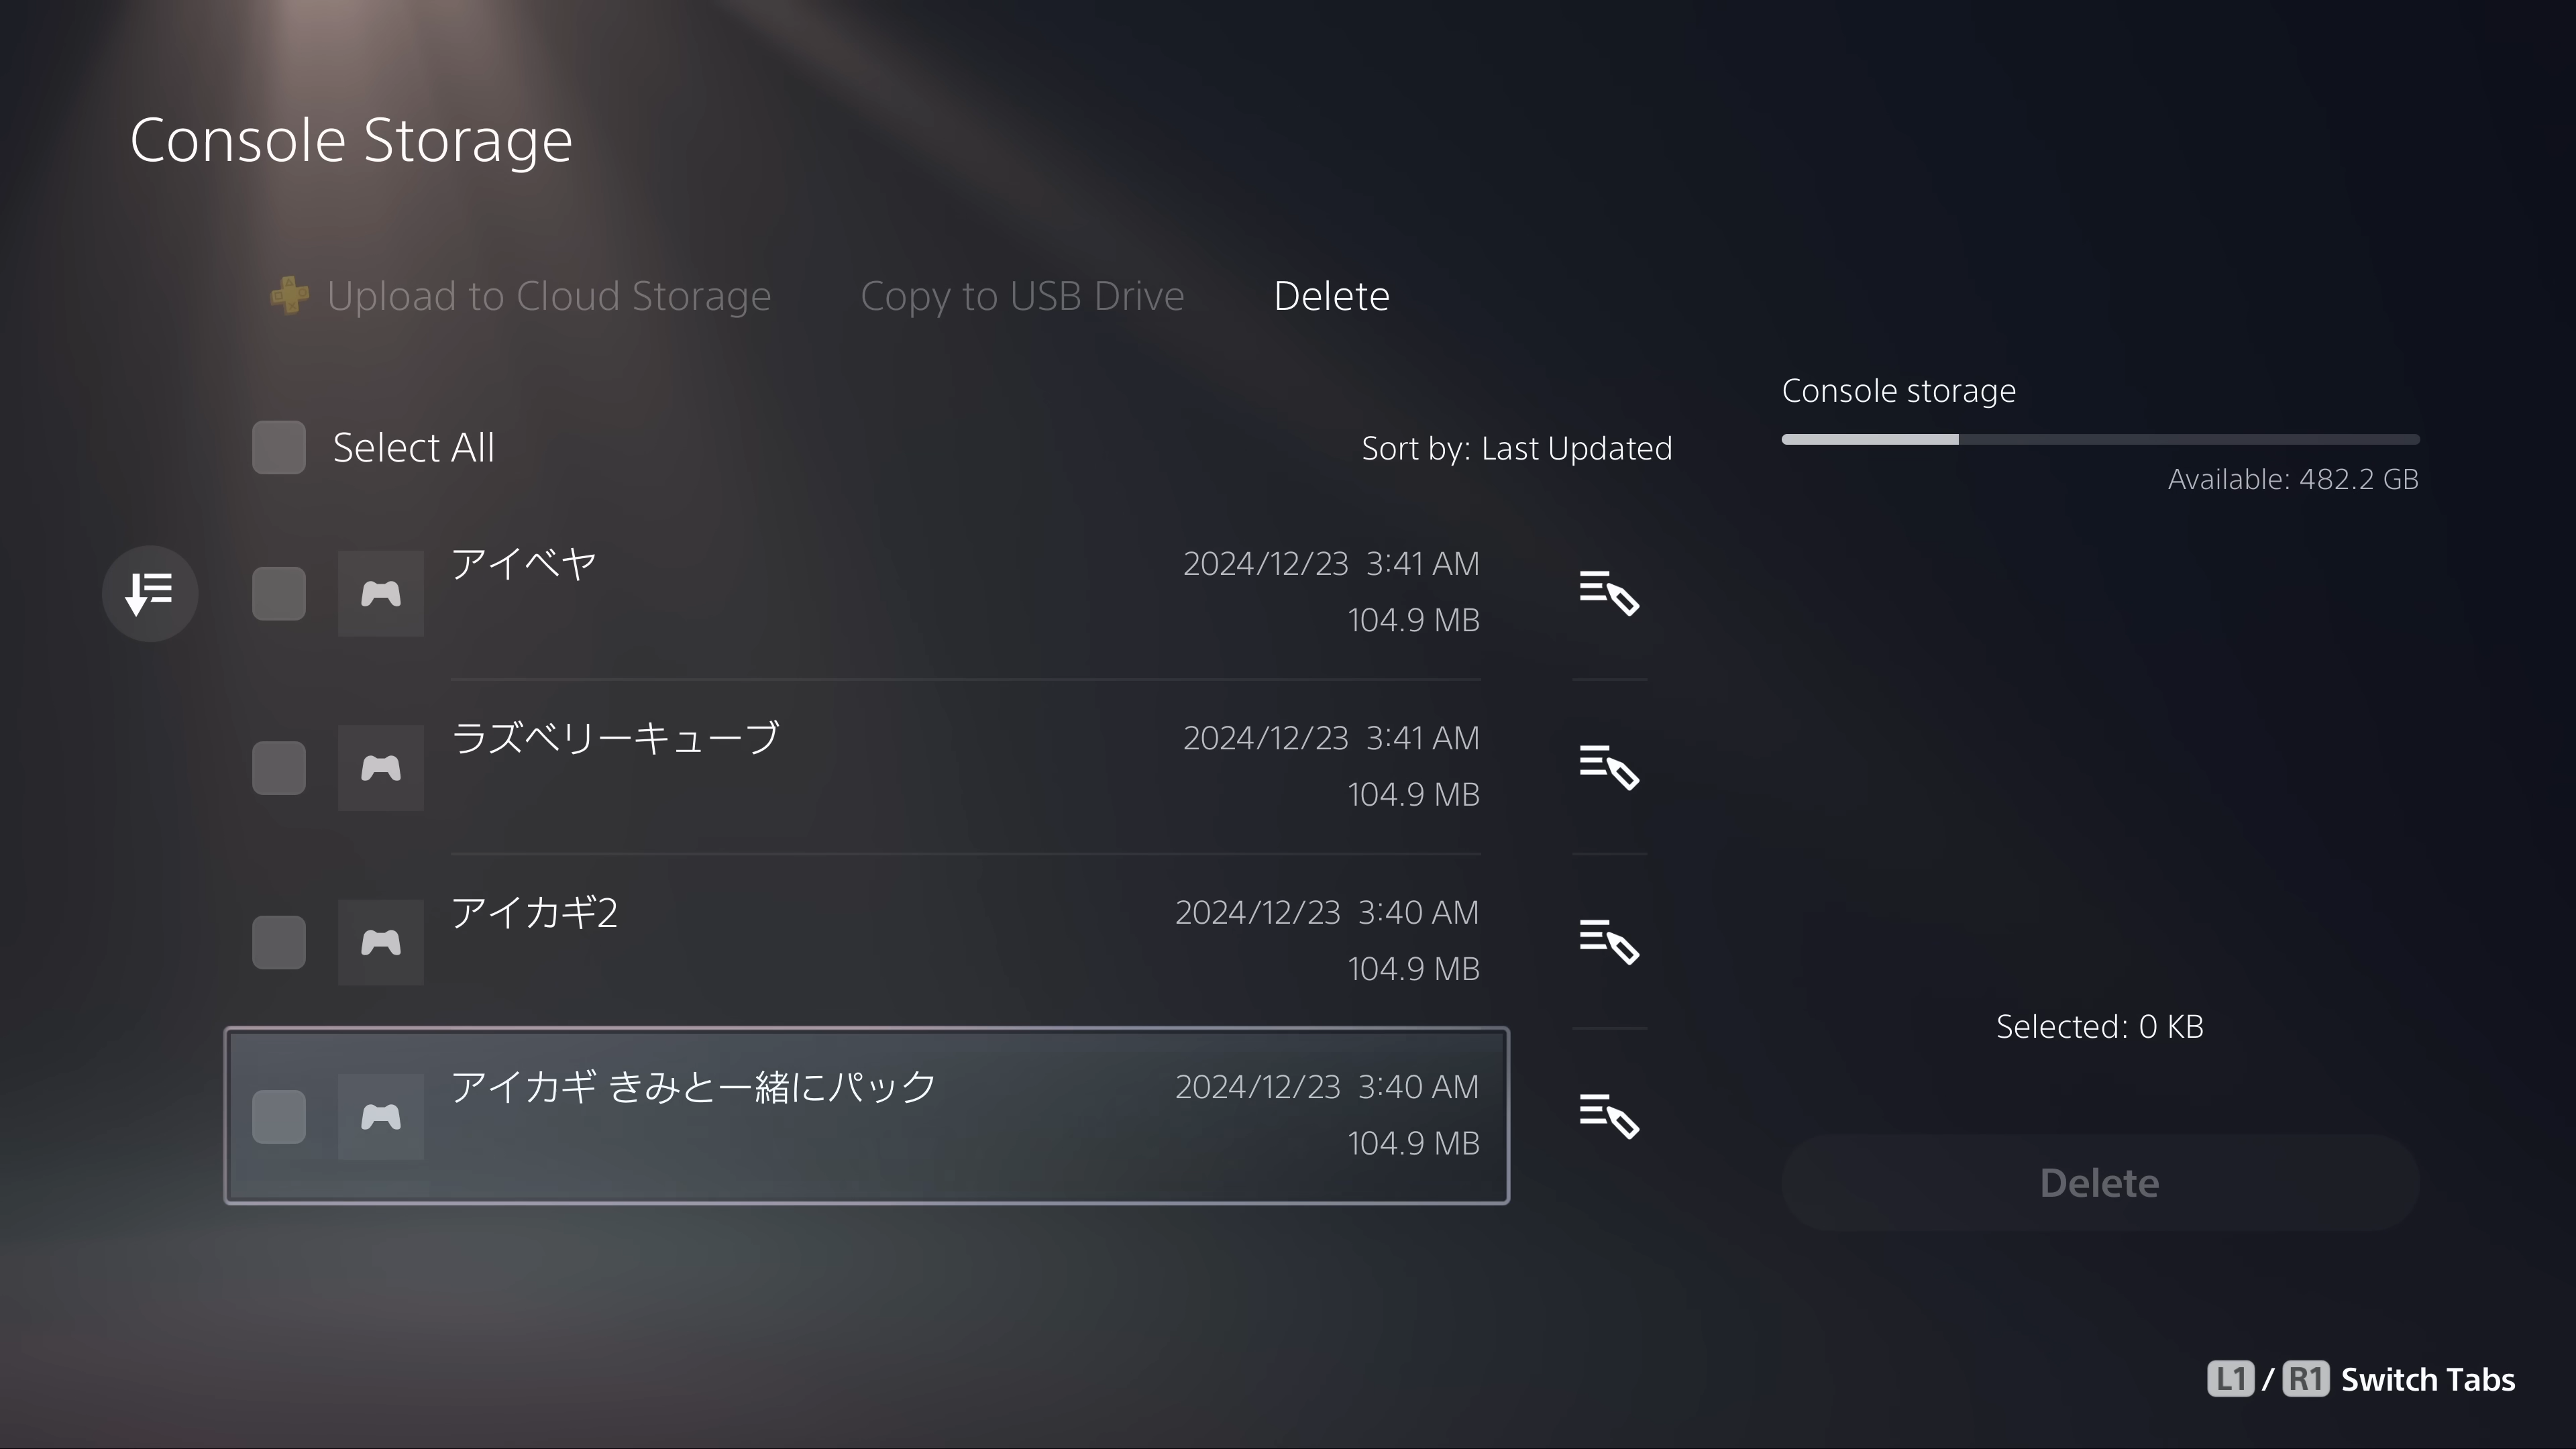 Console Storage
Upload to Cloud Storage Copy to USB Drive Delete
Console storage
Select All Sort by: Last Updated
Available: 482.2 GB
アイベヤ 2024/12/23 3:41 AM
104.9 MB
ラズベリーキューブ 2024/12/23 3:41 AM
104.9 MB
アイカギ2 2024/12/23 3:40 AM
104.9 MB
Selected: 0 KB
アイカギ きみと一緒にパック 2024/12/23 3:40 AM
104.9 MB
Delete
L1 / R1 Switch Tabs